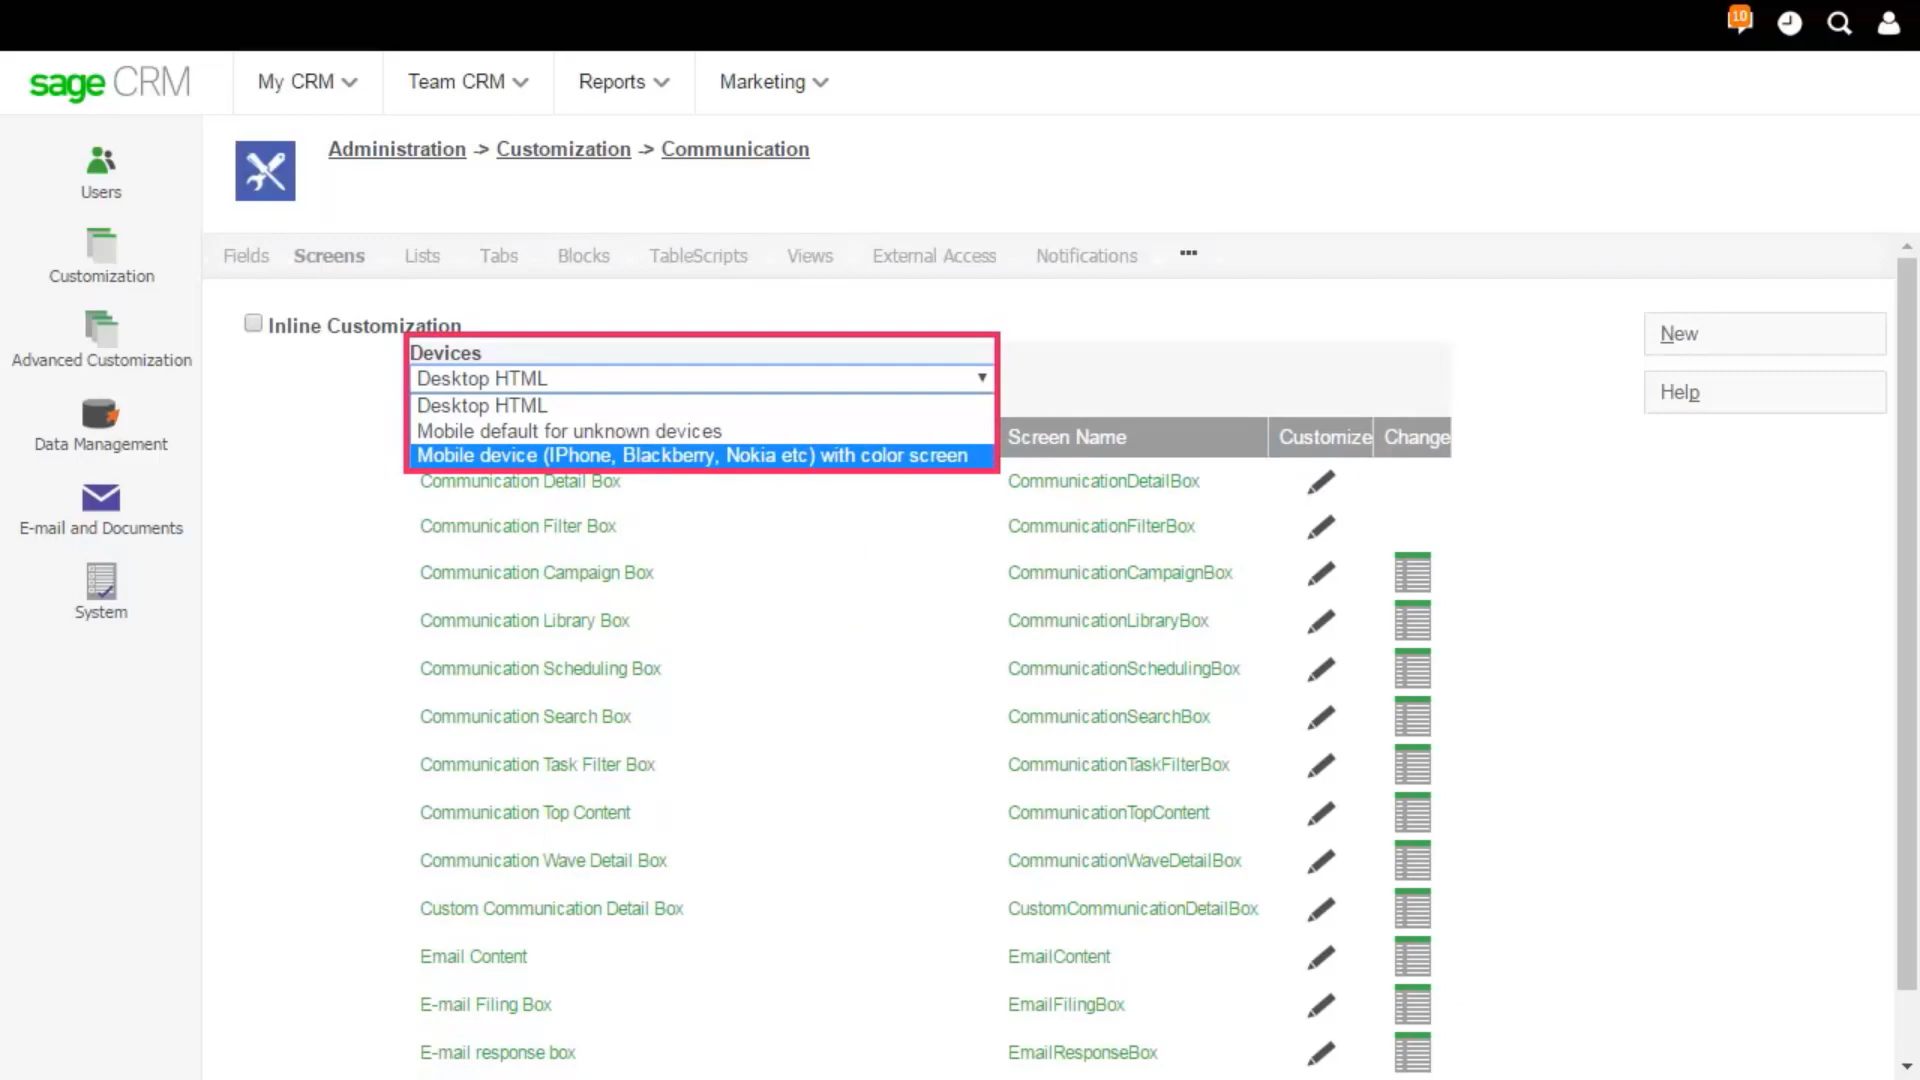 10
sage CRM
My CRM
Team CRM
Reports
Marketing
Users
Customization
Advanced Customization
Data Management
E-mail and Documents
System
Administration -> Customization -> Communication
Fields Screens Lists Tabs Blocks TableScripts Views External Access Notifications ...
Inline Customization
Devices
Desktop HTML
Desktop HTML
Mobile default for unknown devices
Mobile device (IPhone, Blackberry, Nokia etc) with color screen
New
Help
Screen Name Customize Change
Communication Detail Box CommunicationDetailBox
Communication Filter Box CommunicationFilterBox
Communication Campaign Box CommunicationCampaignBox
Communication Library Box CommunicationLibraryBox
Communication Scheduling Box CommunicationSchedulingBox
Communication Search Box CommunicationSearchBox
Communication Task Filter Box CommunicationTaskFilterBox
Communication Top Content CommunicationTopContent
Communication Wave Detail Box CommunicationWaveDetailBox
Custom Communication Detail Box CustomCommunicationDetailBox
Email Content EmailContent
E-mail Filing Box EmailFilingBox
E-mail response box EmailResponseBox